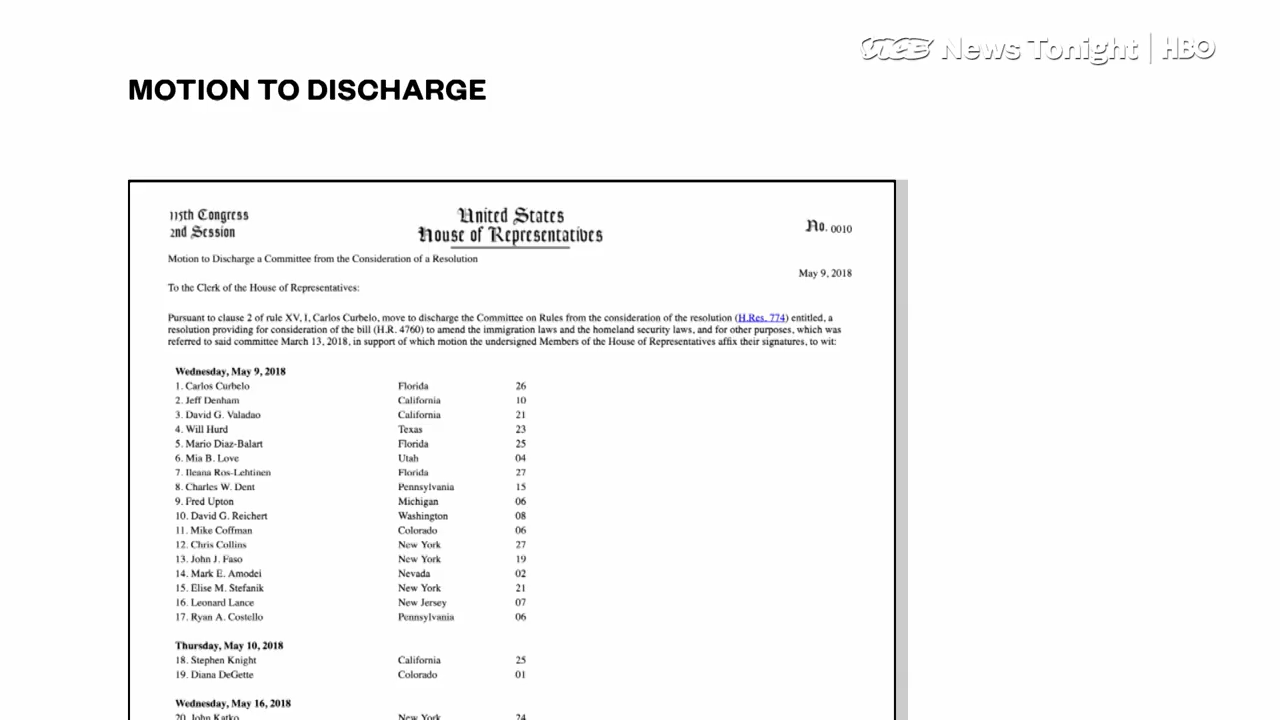 VICE News Tonight | HBO
MOTION TO DISCHARGE
115th Congress
2nd Session
United States
House of Representatives
No. 0010
Motion to Discharge a Committee from the Consideration of a Resolution
May 9, 2018
To the Clerk of the House of Representatives:
Pursuant to clause 2 of rule XV, I, Carlos Curbelo, move to discharge the Committee on Rules from the consideration of the resolution (H.Res. 774) entitled, a
resolution providing for consideration of the bill (H.R. 4760) to amend the immigration laws and the homeland security laws, and for other purposes, which was
referred to said committee March 13, 2018, in support of which motion the undersigned Members of the House of Representatives affix their signatures, to wit:
Wednesday, May 9, 2018
1. Carlos Curbelo Florida 26
2. Jeff Denham California 10
3. David G. Valadao California 21
4. Will Hurd Texas 23
5. Mario Diaz-Balart Florida 25
6. Mia B. Love Utah 04
7. Ileana Ros-Lehtinen Florida 27
8. Charles W. Dent Pennsylvania 15
9. Fred Upton Michigan 06
10. David G. Reichert Washington 08
11. Mike Coffman Colorado 06
12. Chris Collins New York 27
13. John J. Faso New York 19
14. Mark E. Amodei Nevada 02
15. Elise M. Stefanik New York 21
16. Leonard Lance New Jersey 07
17. Ryan A. Costello Pennsylvania 06
Thursday, May 10, 2018
18. Stephen Knight California 25
19. Diana DeGette Colorado 01
Wednesday, May 16, 2018
20. John Katko New York 24